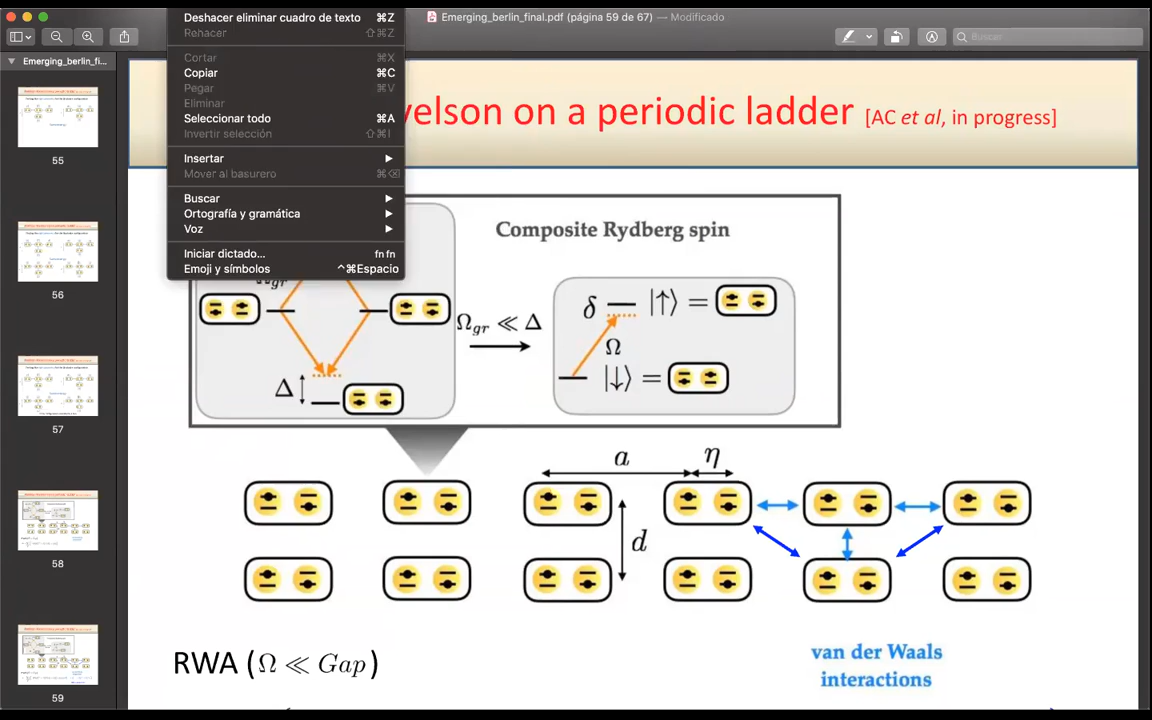 Emerging_berlin_final.pdf (página 59 de 67) — Modificado
Buscar
Emerging_berlin_fi...
55
56
57
58
59
Deshacer eliminar cuadro de texto ⌘Z
Rehacer ⇧⌘Z
Cortar ⌘X
Copiar ⌘C
Pegar ⌘V
Eliminar
Seleccionar todo ⌘A
Invertir selección ⇧⌘I
Insertar
Mover al basurero ⌘⌫
Buscar
Ortografía y gramática
Voz
Iniciar dictado... fn fn
Emoji y símbolos ^⌘Espacio
velson on a periodic ladder [AC et al, in progress]
Composite Rydberg spin
Ω_gr
Ω_gr ≪ Δ
Δ
δ |↑⟩ =
Ω
|↓⟩ =
a η
d
RWA (Ω ≪ Gap)
van der Waals
interactions